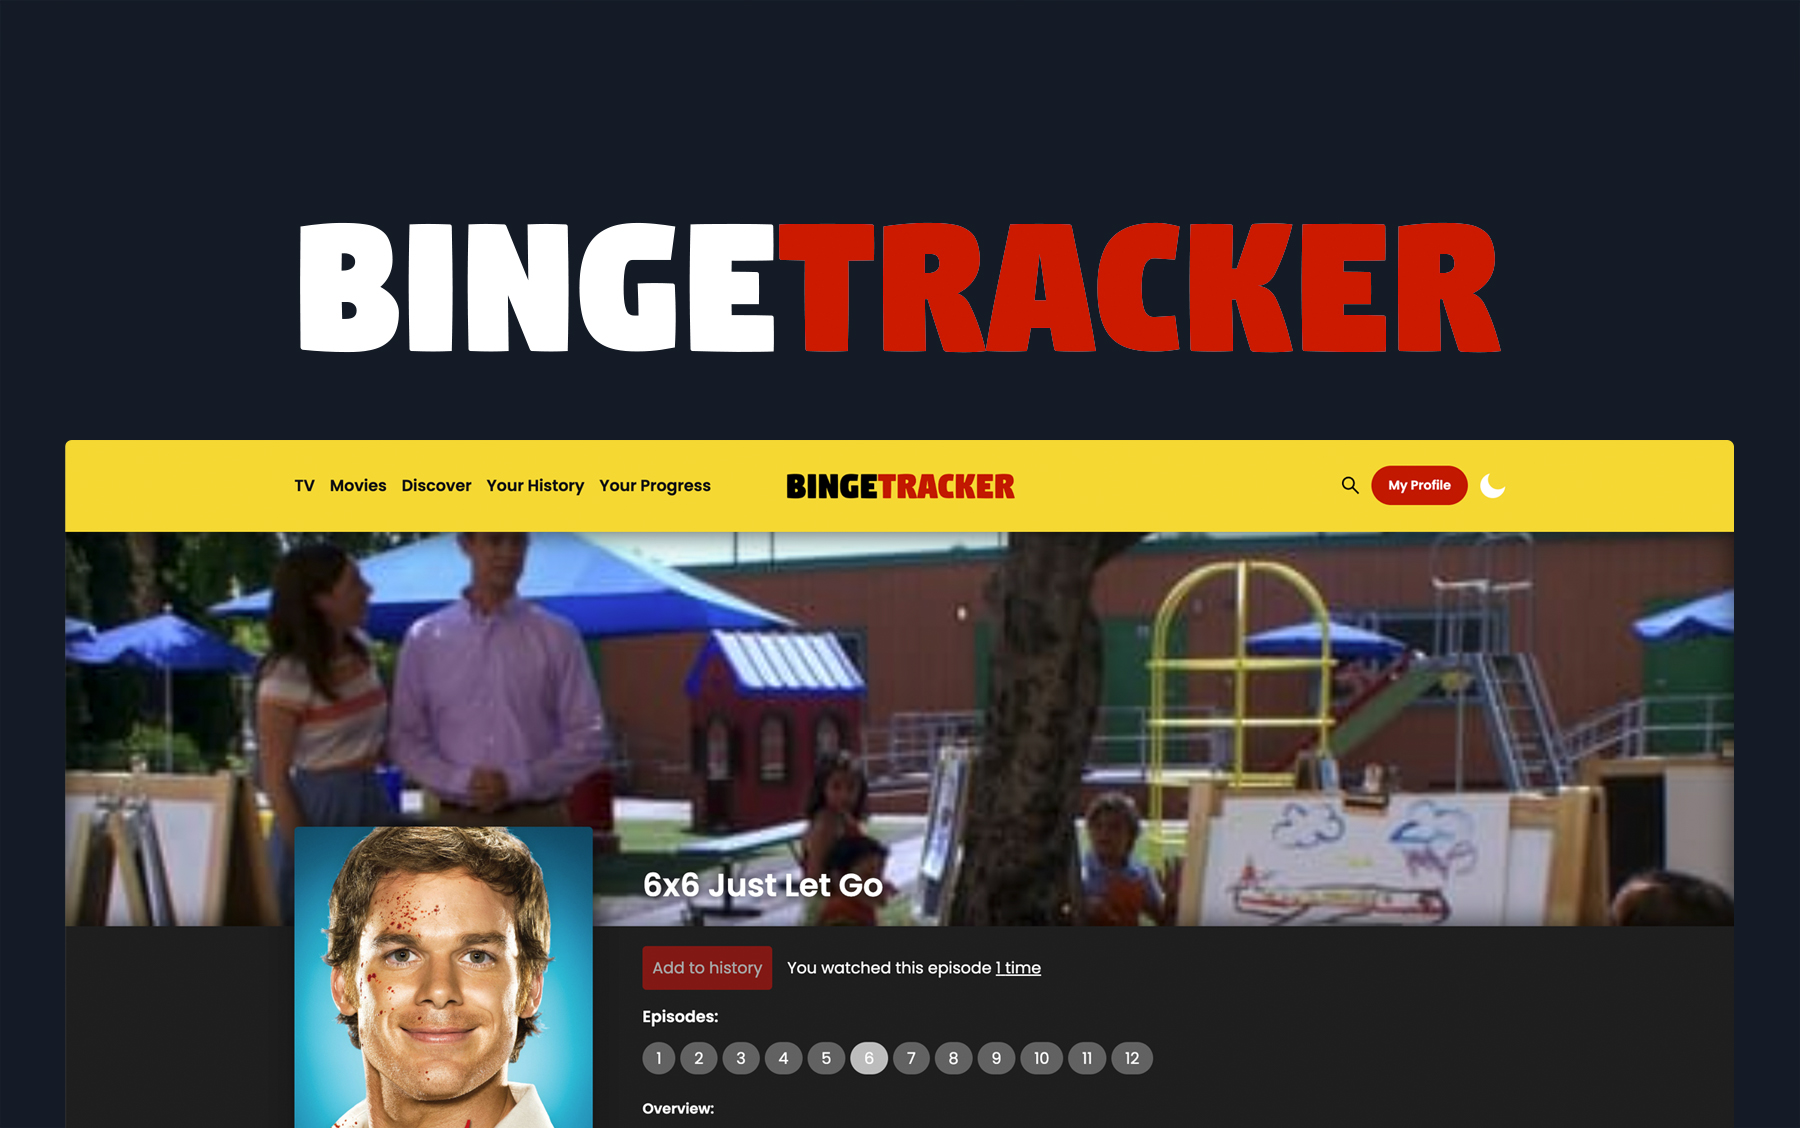 BINGETRACKER
TV Movies Discover Your History Your Progress BINGETRACKER My Profile
6x6 Just Let Go
Add to history You watched this episode 1 time
Episodes:
1 2 3 4 5 6 7 8 9 10 11 12
Overview: